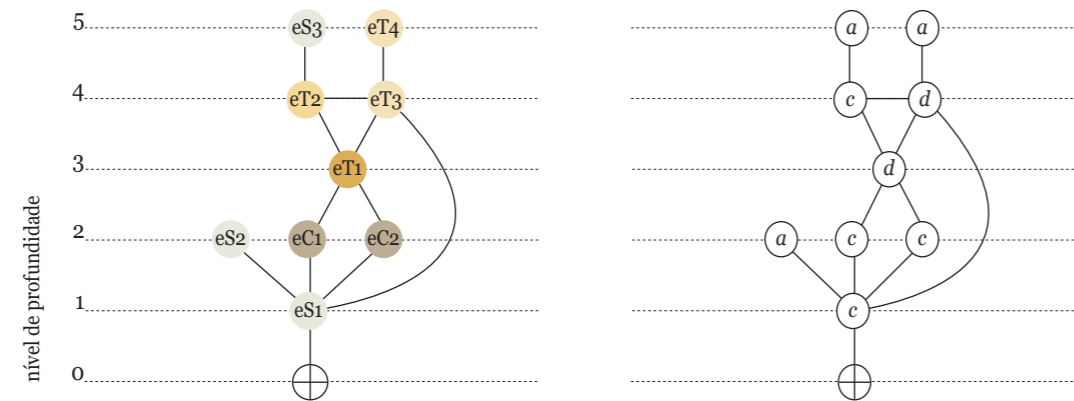 5 eS3 eT4 a a
4 eT2 eT3 c d
3 eT1 d
2 eS2 eC1 eC2 a c c
1 eS1 c
0
nível de profundidade